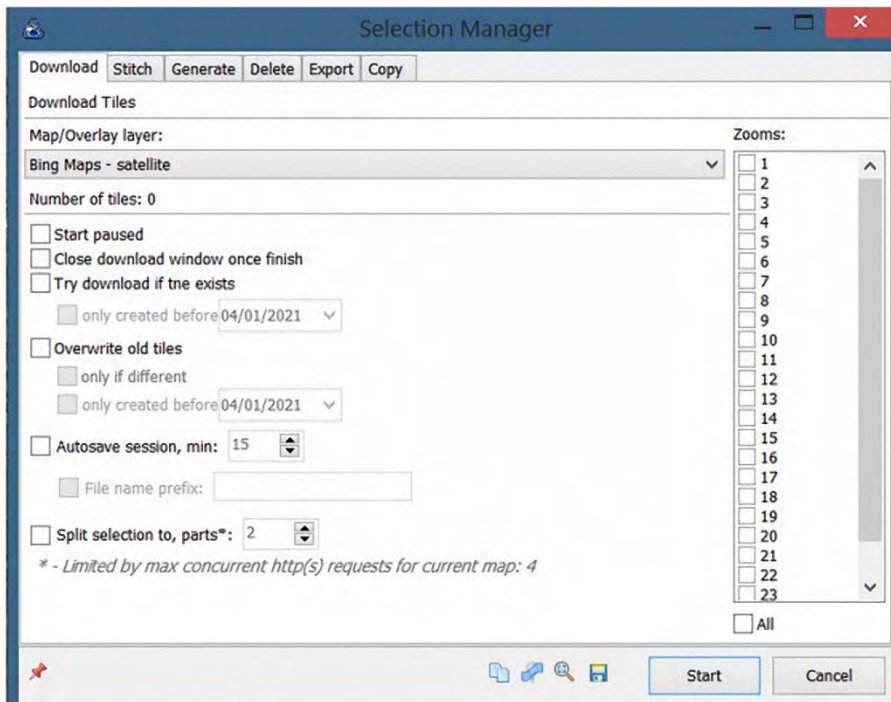 Selection Manager
Download Stitch Generate Delete Export Copy
Download Tiles
Map/Overlay layer:
Bing Maps - satellite
Number of tiles: 0
Start paused
Close download window once finish
Try download if tne exists
only created before 04/01/2021
Overwrite old tiles
only if different
only created before 04/01/2021
Autosave session, min: 15
File name prefix:
Split selection to, parts*: 2
* - Limited by max concurrent http(s) requests for current map: 4
Zooms:
1
2
3
4
5
6
7
8
9
10
11
12
13
14
15
16
17
18
19
20
21
22
23
All
Start Cancel